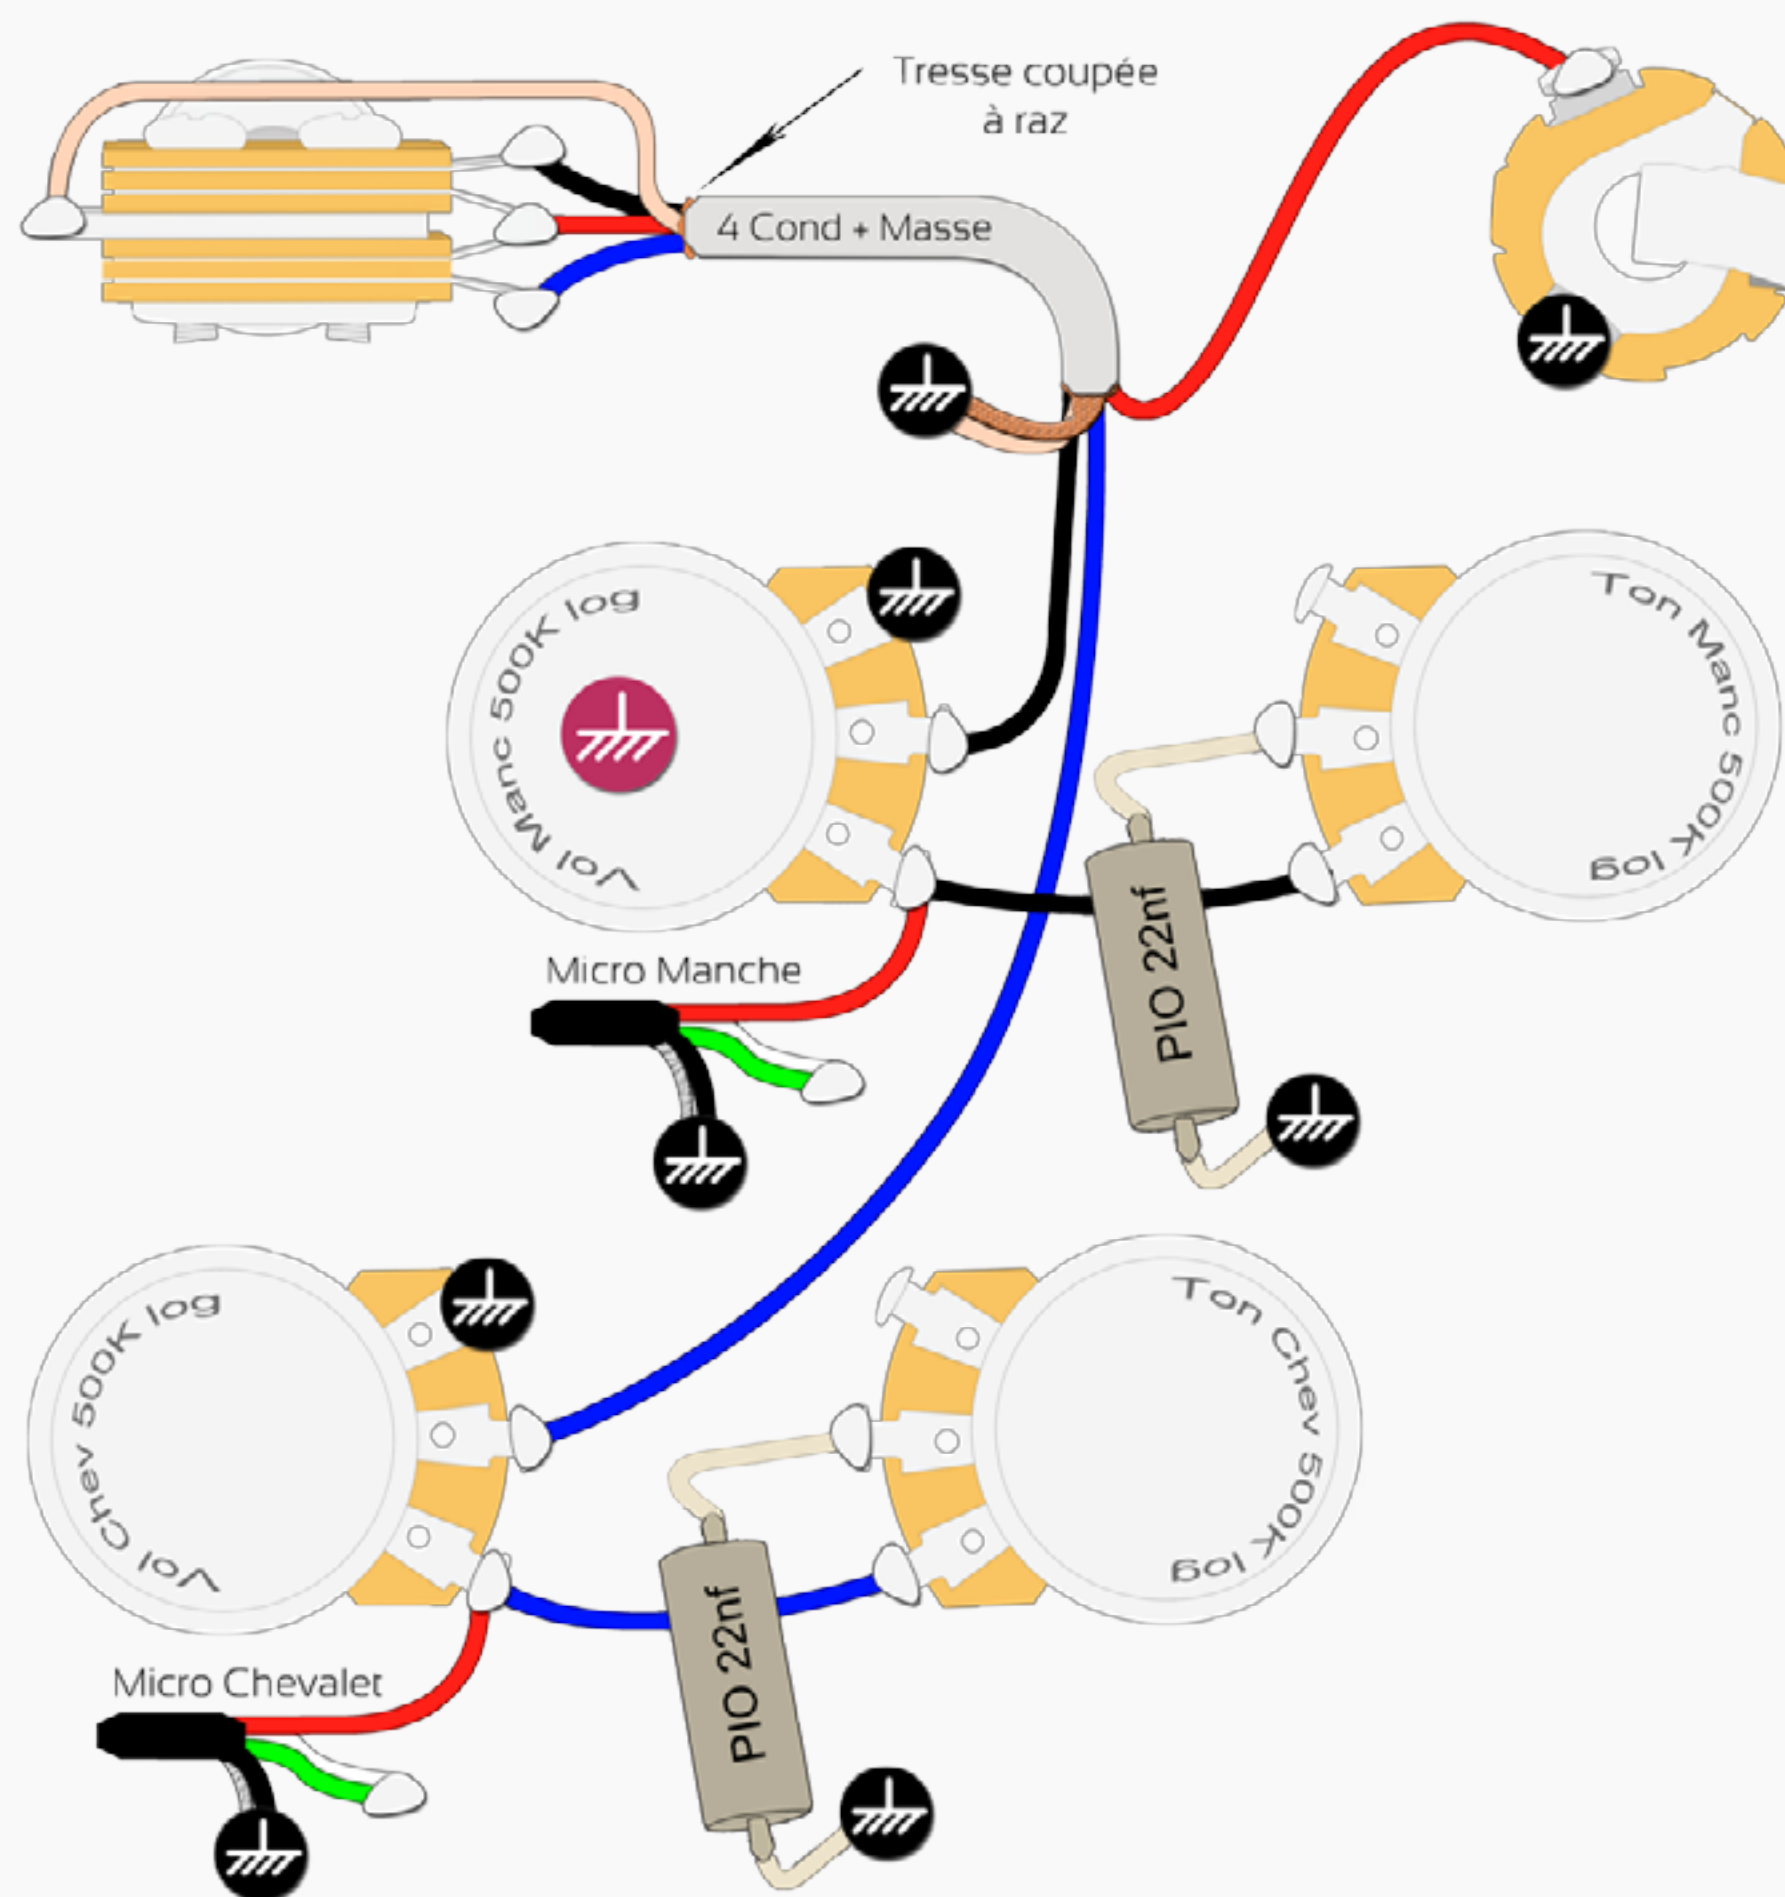 Tresse coupée
à raz
4 Cond + Masse
Vol Manc 500K log
Ton Manc 500K log
PIO 22nf
Micro Manche
Vol Chev 500K log
Ton Chev 500K log
PIO 22nf
Micro Chevalet